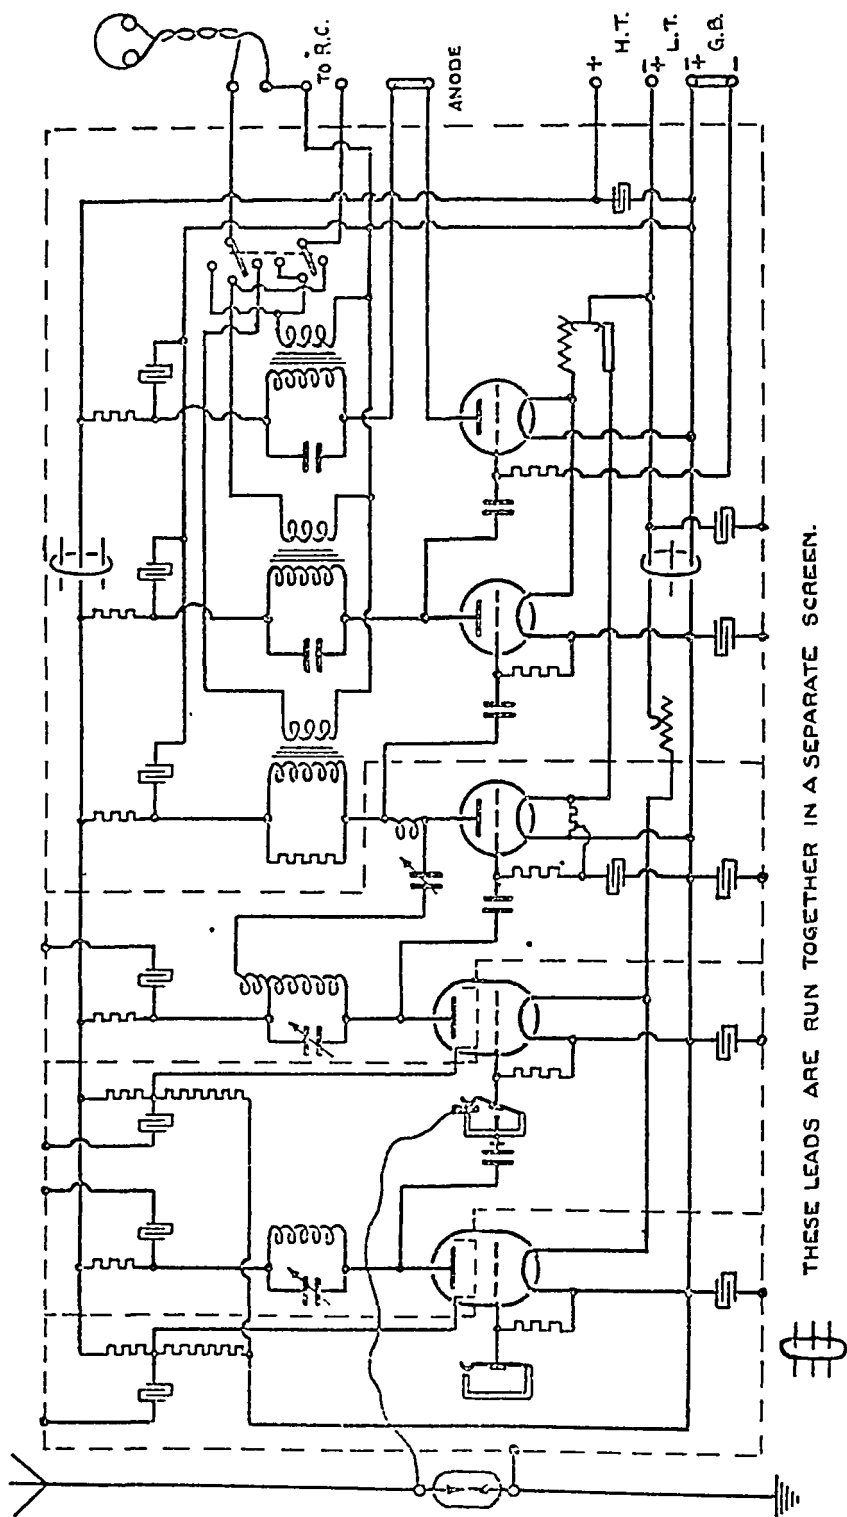 TO R.C.
ANODE
+ H.T.
- L.T.
+
- G.B.
+
-
THESE LEADS ARE RUN TOGETHER IN A SEPARATE SCREEN.